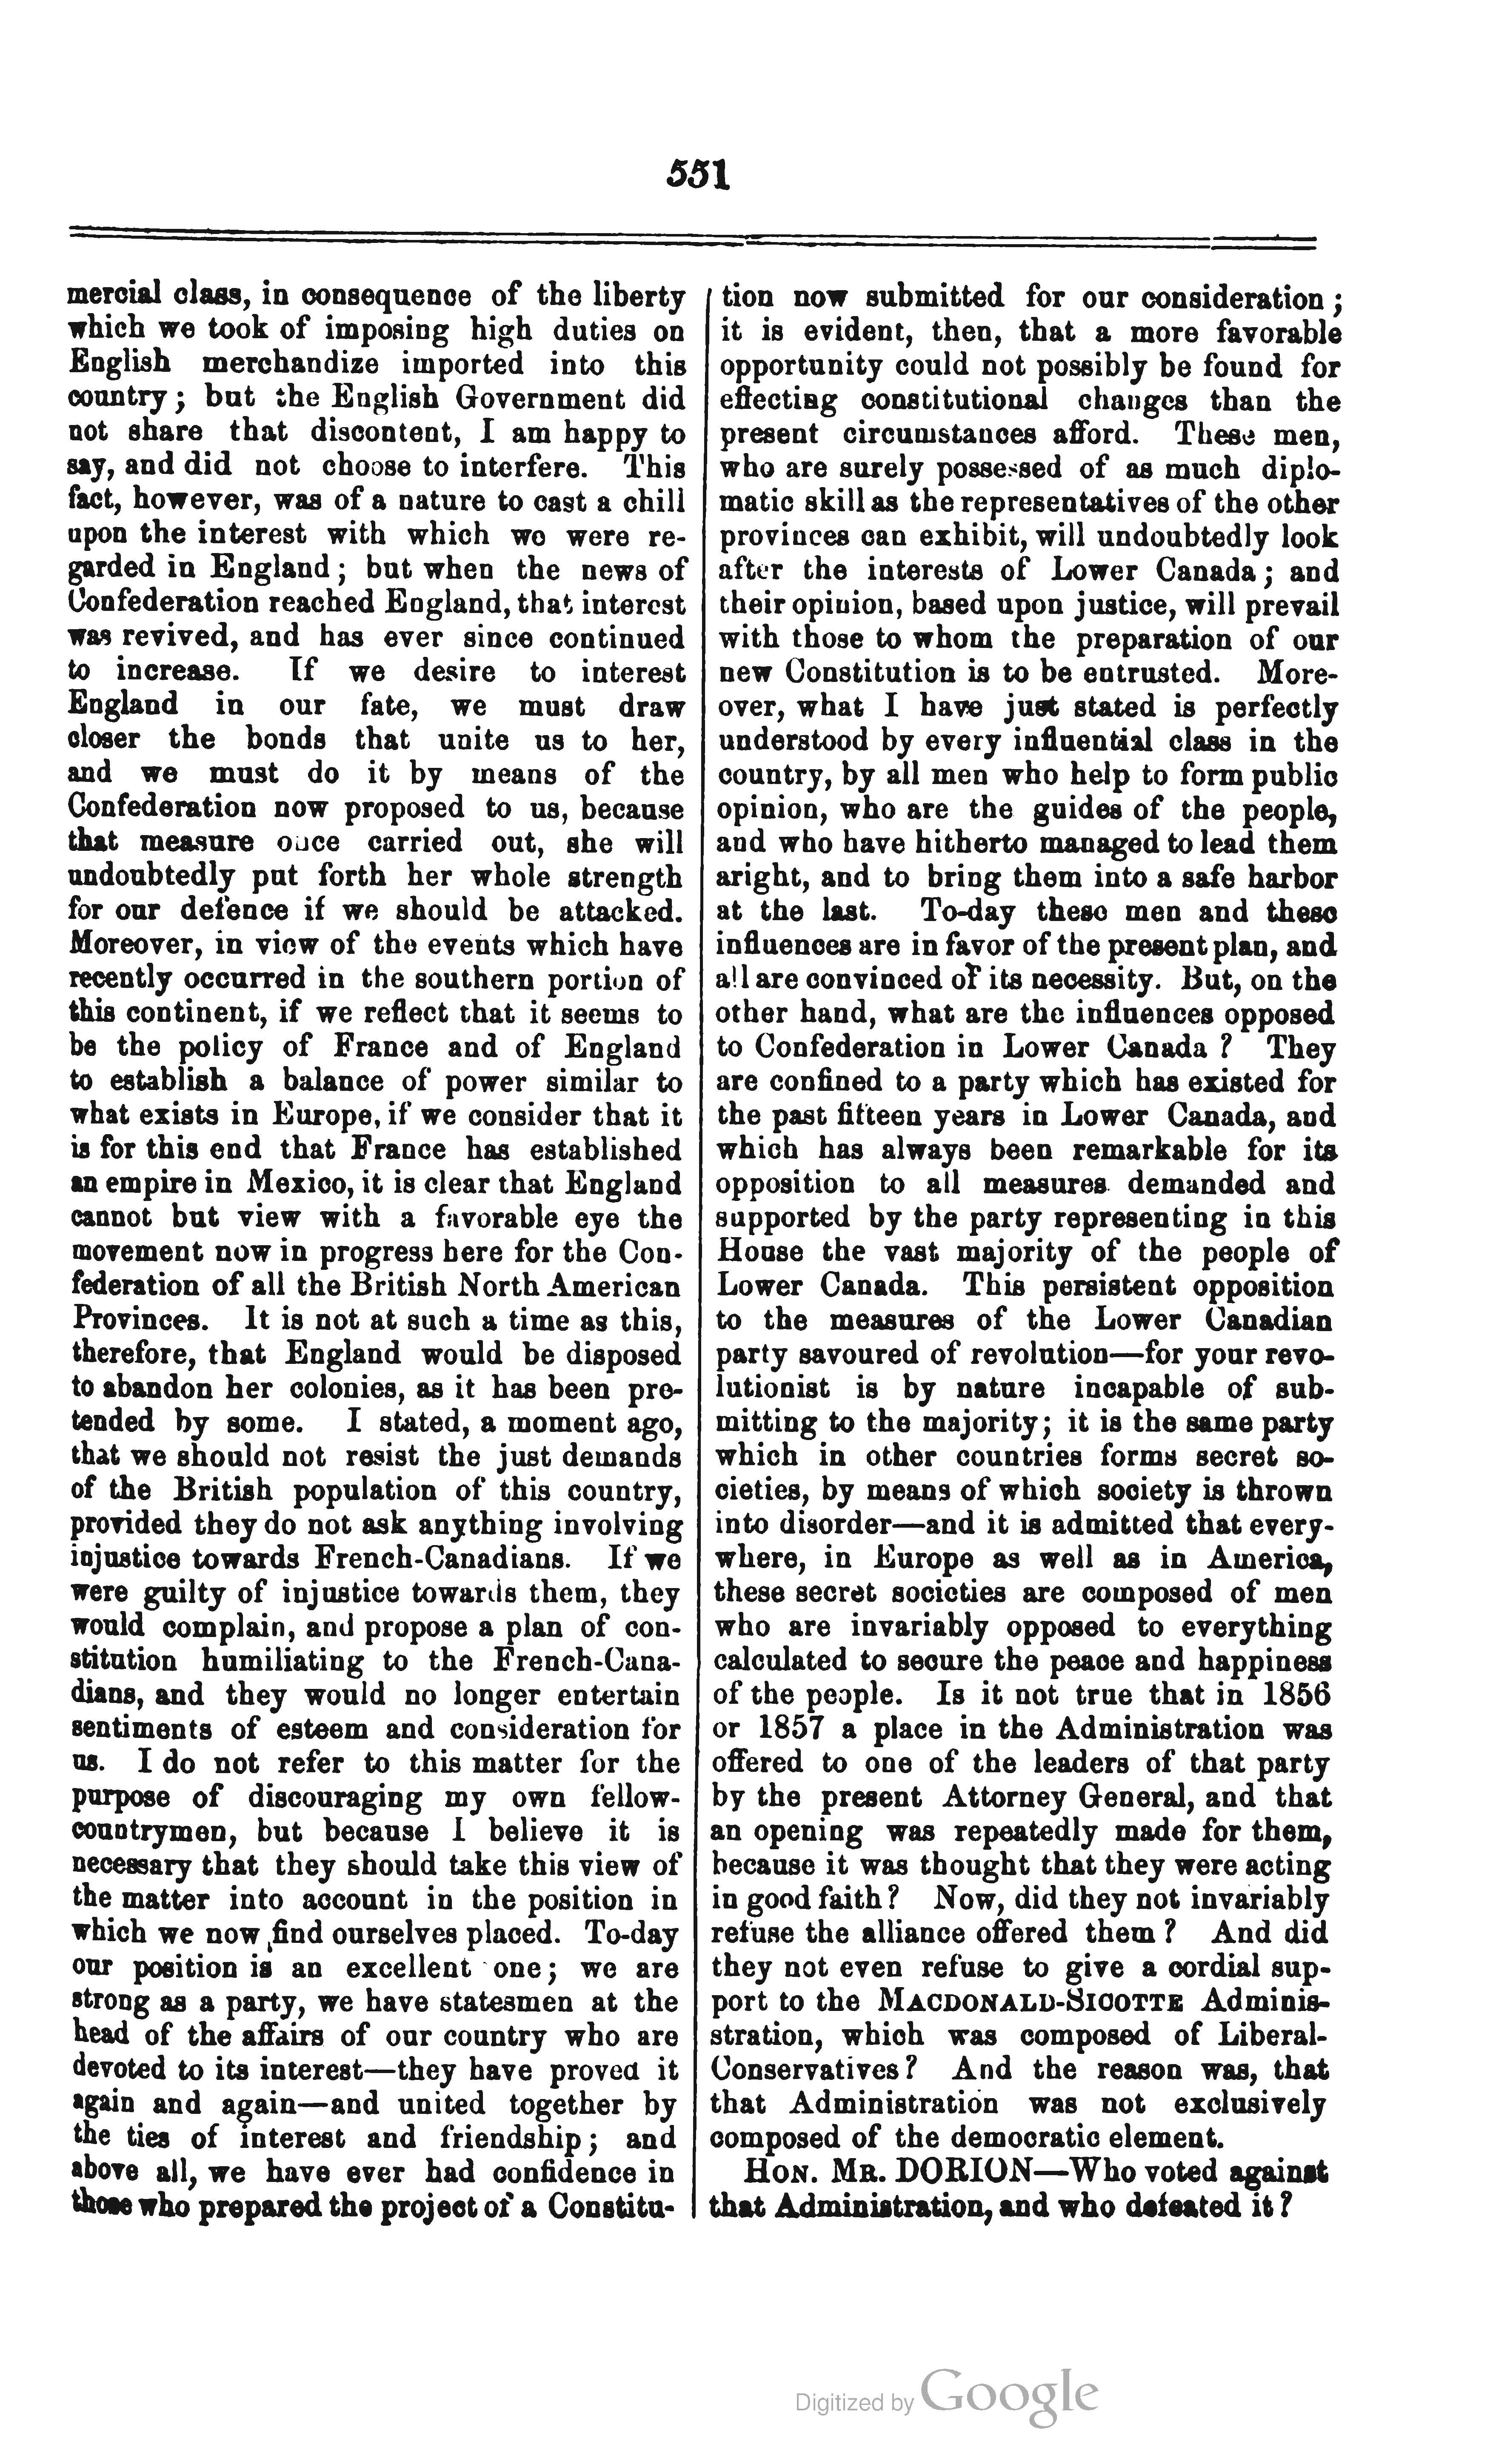 551
mercial class, in consequence of the liberty
which we took of imposing high duties on
English merchandize imported into this
country; but the English Government did
not share that discontent, I am happy to
say, and did not choose to interfere. This
fact, however, was of a nature to cast a chill
upon the interest with which we were re-
garded in England; but when the news of
Confederation reached England, that interest
was revived, and has ever since continued
to increase. If we desire to interest
England in our fate, we must draw
closer the bonds that unite us to her,
and we must do it by means of the
Confederation now proposed to us, because
that measure once carried out, she will
undoubtedly put forth her whole strength
for our defence if we should be attacked.
Moreover, in view of the events which have
recently occurred in the southern portion of
this continent, if we reflect that it seems to
be the policy of France and of England
to establish a balance of power similar to
what exists in Europe, if we consider that it
is for this end that France has established
an empire in Mexico, it is clear that England
cannot but view with a favorable eye the
movement now in progress here for the Con-
federation of all the British North American
Provinces. It is not at such a time as this,
therefore, that England would be disposed
to abandon her colonies, as it has been pre-
tended by some. I stated, a moment ago,
that we should not resist the just demands
of the British population of this country,
provided they do not ask anything involving
injustice towards French-Canadians. If we
were guilty of injustice towards them, they
would complain, and propose a plan of con-
stitution humiliating to the French-Cana-
dians, and they would no longer entertain
sentiments of esteem and consideration for
us. I do not refer to this matter for the
purpose of discouraging my own fellow-
countrymen, but because I believe it is
necessary that they should take this view of
the matter into account in the position in
which we now find ourselves placed. To-day
our position is an excellent one; we are
strong as a party, we have statesmen at the
head of the affairs of our country who are
devoted to its interest—they have proved it
again and again—and united together by
the ties of interest and friendship; and
above all, we have ever had confidence in
those who prepared the project of a Constitu-
tion now submitted for our consideration;
it is evident, then, that a more favorable
opportunity could not possibly be found for
effecting constitutional changes than the
present circumstances afford. These men,
who are surely possessed of as much diplo-
matic skill as the representatives of the other
provinces can exhibit, will undoubtedly look
after the interests of Lower Canada; and
their opinion, based upon justice, will prevail
with those to whom the preparation of our
new Constitution is to be entrusted. More-
over, what I have just stated is perfectly
understood by every influential class in the
country, by all men who help to form public
opinion, who are the guides of the people,
and who have hitherto managed to lead them
aright, and to bring them into a safe harbor
at the last. To-day these men and these
influences are in favor of the present plan, and
all are convinced of its necessity. But, on the
other hand, what are the influences opposed
to Confederation in Lower Canada? They
are confined to a party which has existed for
the past fifteen years in Lower Canada, and
which has always been remarkable for its
opposition to all measures demanded and
supported by the party representing in this
House the vast majority of the people of
Lower Canada. This persistent opposition
to the measures of the Lower Canadian
party savoured of revolution—for your revo-
lutionist is by nature incapable of sub-
mitting to the majority; it is the same party
which in other countries forms secret so-
cieties, by means of which society is thrown
into disorder—and it is admitted that every-
where, in Europe as well as in America,
these secret societies are composed of men
who are invariably opposed to everything
calculated to secure the peace and happiness
of the people. Is it not true that in 1856
or 1857 a place in the Administration was
offered to one of the leaders of that party
by the present Attorney General, and that
an opening was repeatedly made for them,
because it was thought that they were acting
in good faith? Now, did they not invariably
refuse the alliance offered them? And did
they not even refuse to give a cordial sup-
port to the MACDONALD-SICOTTE Adminis-
stration, which was composed of Liberal-
Conservatives? And the reason was, that
that Administration was not exclusively
composed of the democratic element.
HON. MR. DORION—Who voted against
that Administration, and who defeated it?
Digitized by Google